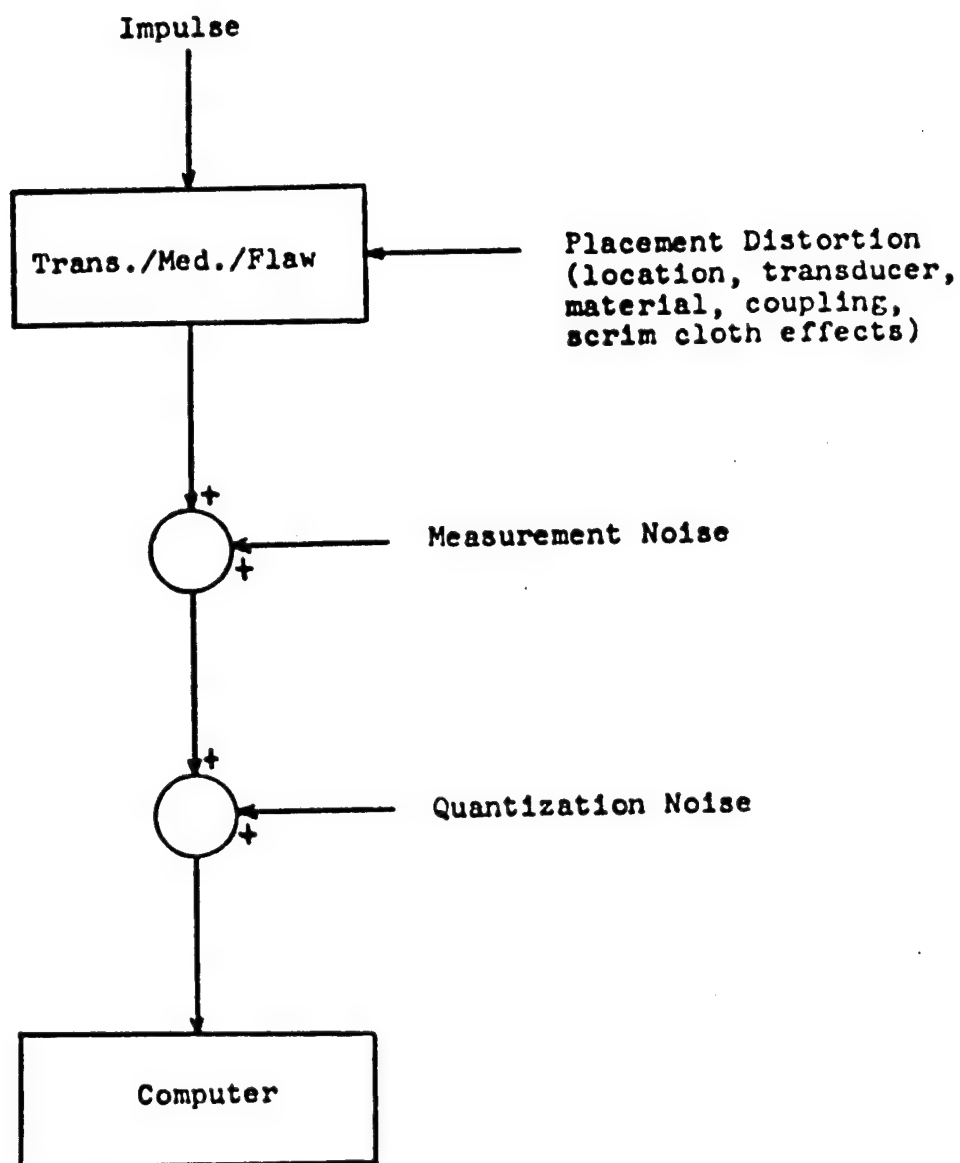 Impulse
Trans./Med./Flaw
Placement Distortion
(location, transducer,
material, coupling,
scrim cloth effects)
+
Measurement Noise
+
+
Quantization Noise
+
Computer